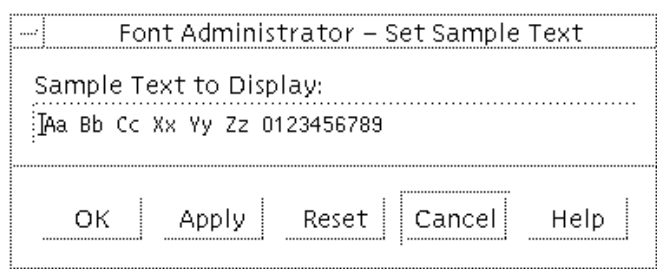 Font Administrator – Set Sample Text
Sample Text to Display:
Aa Bb Cc Xx Yy Zz 0123456789
OK Apply Reset Cancel Help